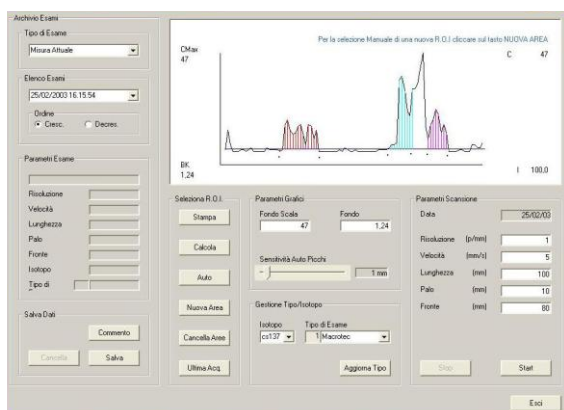 Archivio Esami
Tipo di Esame
Misura Attuale
Elenco Esami
25/02/2003 16.15.54
Ordine
Cresc.
Decres.
Parametri Esame
Risoluzione
Velocità
Lunghezza
Palo
Fronte
Isotopo
Tipo di
Salva Dati
Commento
Cancella
Salva
Per la selezione Manuale di una nuova R.O.I cliccare sul tasto NUOVA AREA
CMax
47
C 47
BK.
1,24
I 100,0
Seleziona R.O.I.
Stampa
Calcola
Auto
Nuova Area
Cancella Aree
Ultima Acq.
Parametri Grafici
Fondo Scala
Fondo
47
1,24
Sensitività Auto Picchi
1 mm
Gestione Tipo/Isotopo
Isotopo
Tipo di Esame
cs137
1 Macrotec
Aggiorna Tipo
Parametri Scansione
Data 25/02/03
Risoluzione (p/mm) 1
Velocità (mm/s) 5
Lunghezza (mm) 100
Palo (mm) 10
Fronte (mm) 80
Stop
Start
Esci